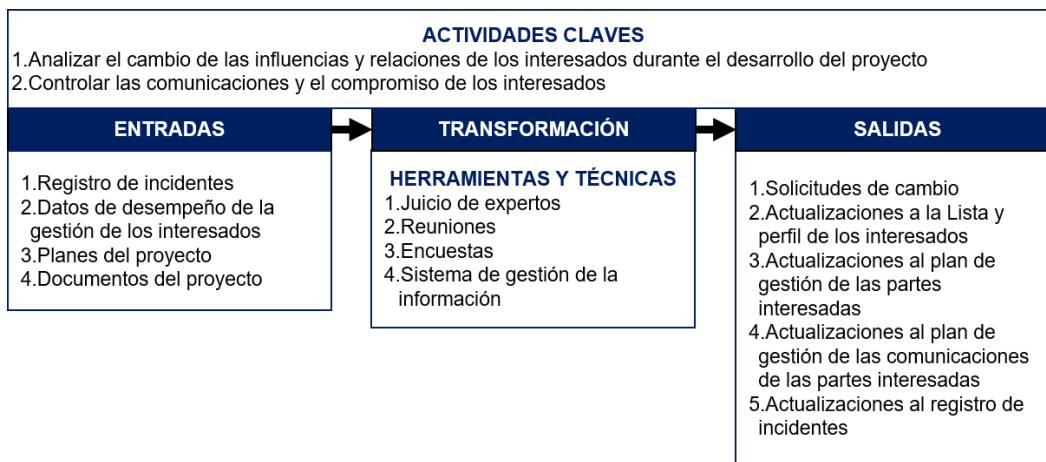 ACTIVIDADES CLAVES
1.Analizar el cambio de las influencias y relaciones de los interesados durante el desarrollo del proyecto
2.Controlar las comunicaciones y el compromiso de los interesados
ENTRADAS
1.Registro de incidentes
2.Datos de desempeño de la
gestión de los interesados
3.Planes del proyecto
4.Documentos del proyecto
TRANSFORMACIÓN
HERRAMIENTAS Y TÉCNICAS
1.Juicio de expertos
2.Reuniones
3.Encuestas
4.Sistema de gestión de la
información
SALIDAS
1.Solicitudes de cambio
2.Actualizaciones a la Lista y
perfil de los interesados
3.Actualizaciones al plan de
gestión de las partes
interesadas
4.Actualizaciones al plan de
gestión de las comunicaciones
de las partes interesadas
5.Actualizaciones al registro de
incidentes